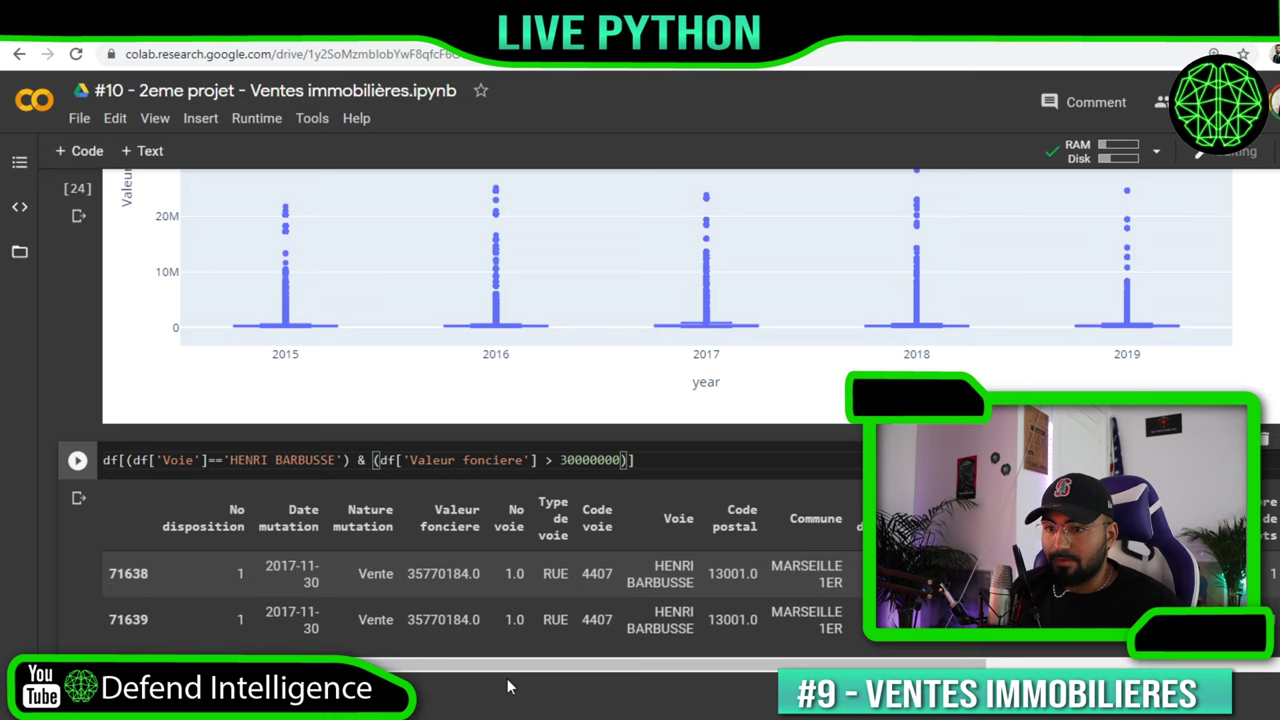 LIVE PYTHON
colab.research.google.com/drive/1y2SoMzmblobYwF8qfcF6
#10 - 2eme projet - Ventes immobilières.ipynb
Comment
File Edit View Insert Runtime Tools Help
+ Code + Text
RAM
Disk
Editing
[24]
Valeur
20M
10M
0
2015 2016 2017 2018 2019
year
df[(df['Voie']=='HENRI BARBUSSE') & (df['Valeur fonciere'] > 30000000)]
No disposition Date mutation Nature mutation Valeur fonciere No voie Type de voie Code voie Voie Code postal Commune
71638 1 2017-11-30 Vente 35770184.0 1.0 RUE 4407 HENRI BARBUSSE 13001.0 MARSEILLE 1ER
71639 1 2017-11-30 Vente 35770184.0 1.0 RUE 4407 HENRI BARBUSSE 13001.0 MARSEILLE 1ER
You Tube Defend Intelligence
#9 - VENTES IMMOBILIERES